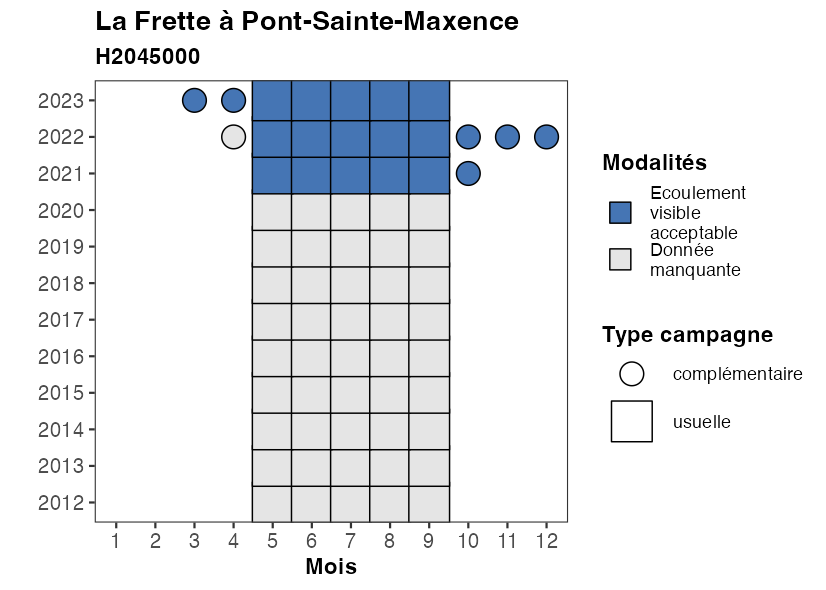 La Frette à Pont-Sainte-Maxence
H2045000
2023
2022
2021
2020
2019
2018
2017
2016
2015
2014
2013
2012
1 2 3 4 5 6 7 8 9 10 11 12
Mois
Modalités
Ecoulement
visible
acceptable
Donnée
manquante
Type campagne
complémentaire
usuelle